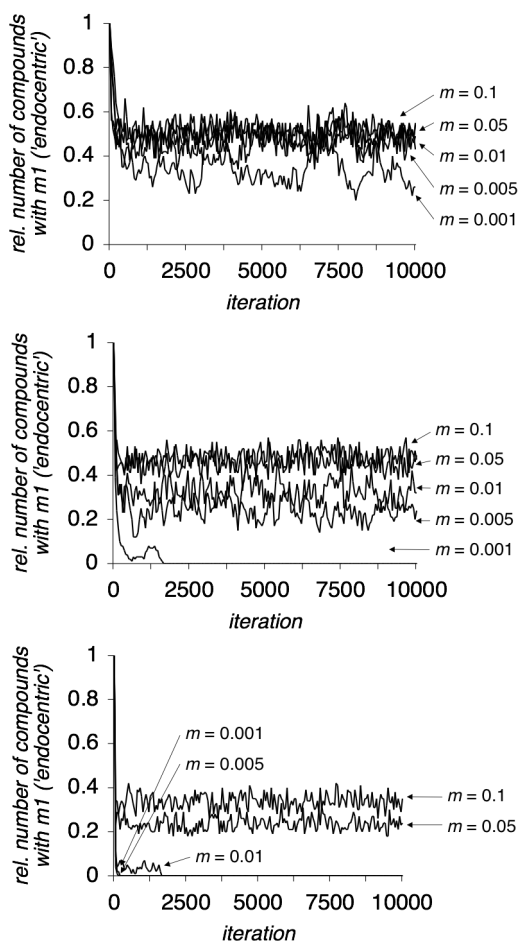 rel. number of compounds
with m1 ('endocentric')
1
0.8
0.6
0.4
0.2
0
m = 0.1
m = 0.05
m = 0.01
m = 0.005
m = 0.001
0 2500 5000 7500 10000
iteration
rel. number of compounds
with m1 ('endocentric')
1
0.8
0.6
0.4
0.2
0
m = 0.1
m = 0.05
m = 0.01
m = 0.005
m = 0.001
0 2500 5000 7500 10000
iteration
rel. number of compounds
with m1 ('endocentric')
1
0.8
0.6
0.4
0.2
0
m = 0.001
m = 0.005
m = 0.1
m = 0.05
m = 0.01
0 2500 5000 7500 10000
iteration